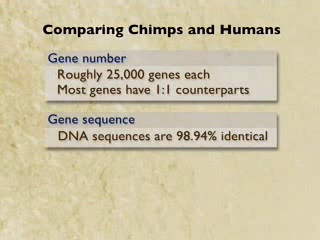 Comparing Chimps and Humans
Gene number
Roughly 25,000 genes each
Most genes have 1:1 counterparts
Gene sequence
DNA sequences are 98.94% identical